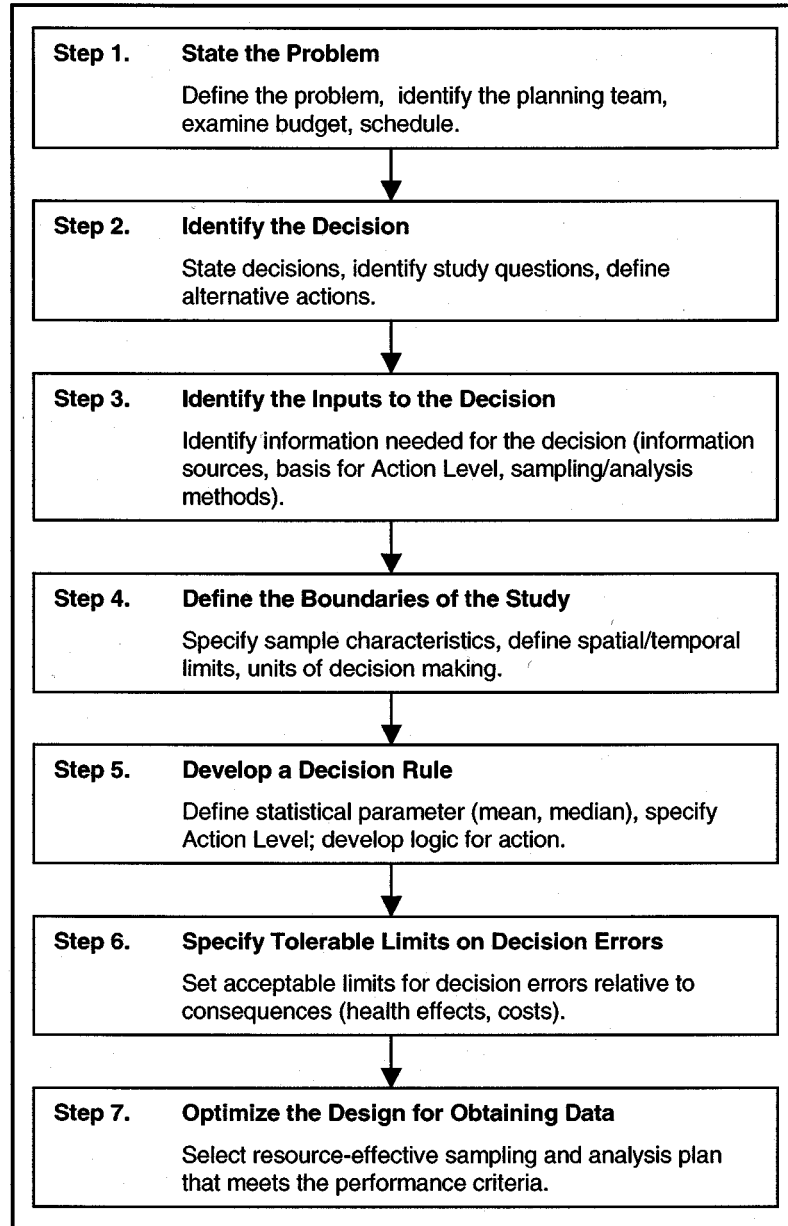 Step 1. State the Problem
Define the problem, identify the planning team,
examine budget, schedule.
Step 2. Identify the Decision
State decisions, identify study questions, define
alternative actions.
Step 3. Identify the Inputs to the Decision
Identify information needed for the decision (information
sources, basis for Action Level, sampling/analysis
methods).
Step 4. Define the Boundaries of the Study
Specify sample characteristics, define spatial/temporal
limits, units of decision making.
Step 5. Develop a Decision Rule
Define statistical parameter (mean, median), specify
Action Level; develop logic for action.
Step 6. Specify Tolerable Limits on Decision Errors
Set acceptable limits for decision errors relative to
consequences (health effects, costs).
Step 7. Optimize the Design for Obtaining Data
Select resource-effective sampling and analysis plan
that meets the performance criteria.